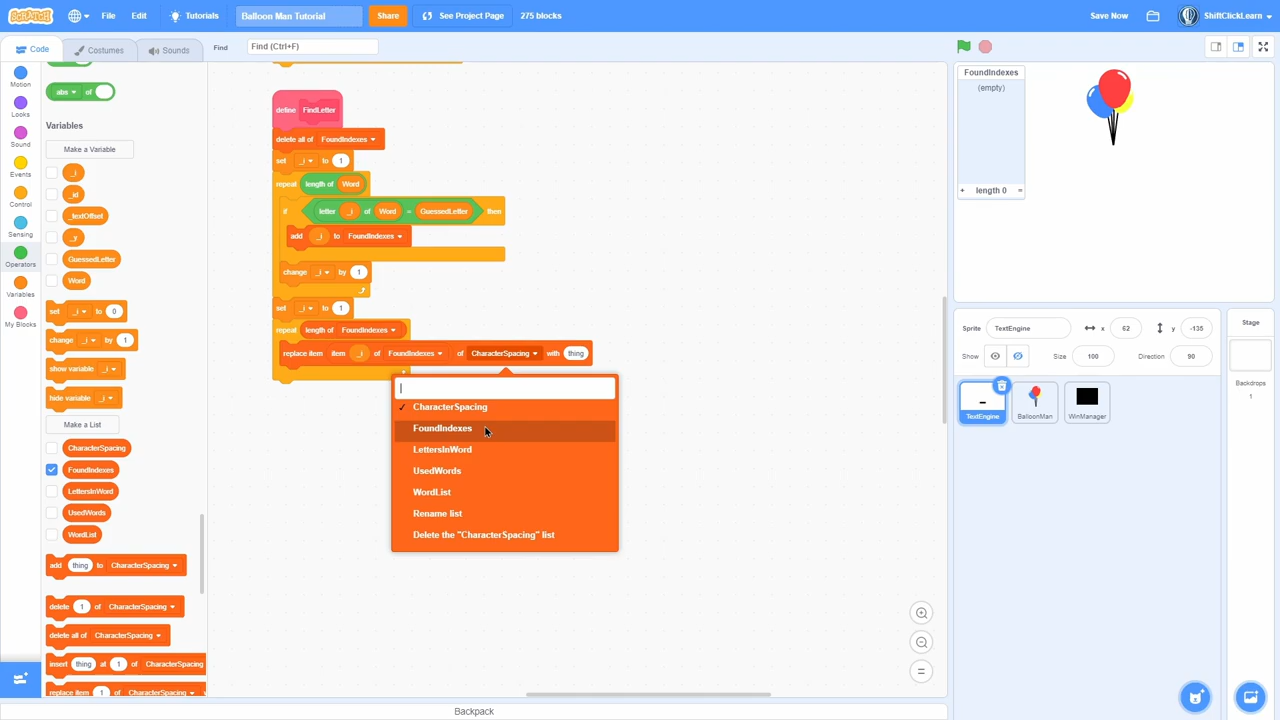 SCRATCH File Edit Tutorials Balloon Man Tutorial Share See Project Page 275 blocks Save Now ShiftClickLearn
Code Costumes Sounds Find Find (Ctrl+F)
Motion
Looks
Sound
Events
Control
Sensing
Operators
Variables
My Blocks
abs of
Variables
Make a Variable
_i
_id
_textOffset
_y
GuessedLetter
Word
set _i to 0
change _i by 1
show variable _i
hide variable _i
Make a List
CharacterSpacing
FoundIndexes
LettersInWord
UsedWords
WordList
add thing to CharacterSpacing
delete 1 of CharacterSpacing
delete all of CharacterSpacing
insert thing at 1 of CharacterSpacing
replace item 1 of CharacterSpacing
define FindLetter
delete all of FoundIndexes
set _i to 1
repeat length of Word
if letter _i of Word = GuessedLetter then
add _i to FoundIndexes
change _i by 1
set _i to 1
repeat length of FoundIndexes
replace item item _i of FoundIndexes of CharacterSpacing with thing
✓ CharacterSpacing
FoundIndexes
LettersInWord
UsedWords
WordList
Rename list
Delete the "CharacterSpacing" list
Backpack
FoundIndexes
(empty)
+ length 0 =
Sprite TextEngine x 62 y -135
Show Size 100 Direction 90
TextEngine BalloonMan WinManager
Stage
Backdrops
1